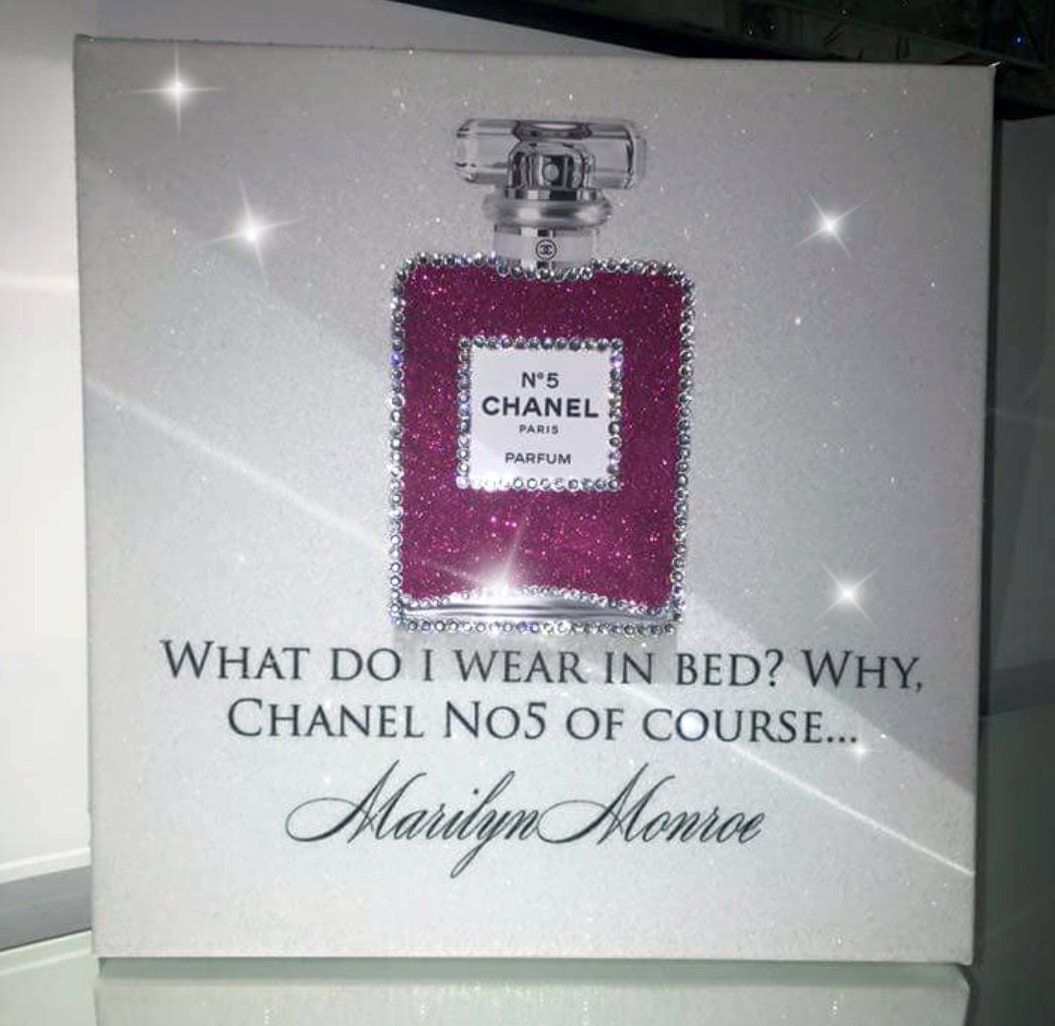 N°5
CHANEL
PARIS
PARFUM
WHAT DO I WEAR IN BED? WHY,
CHANEL NO5 OF COURSE...
Marilyn Monroe